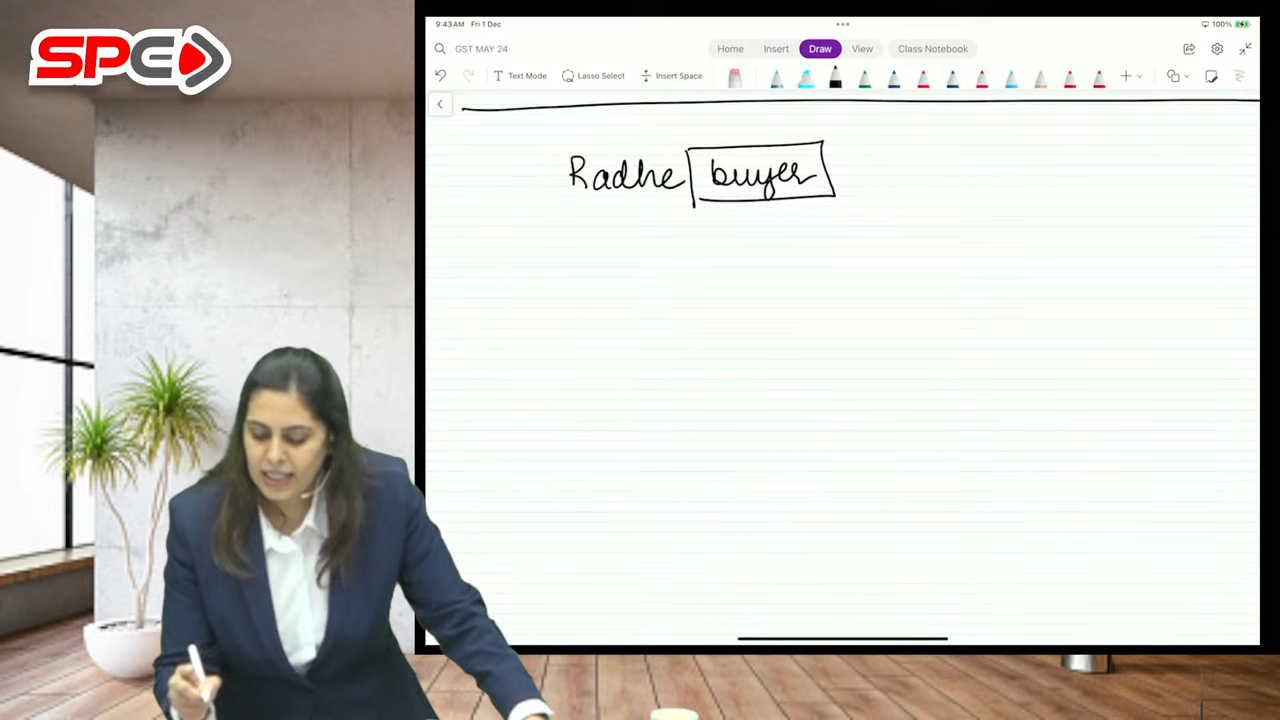 SPED
9:43 AM Fri 1 Dec
100%
GST MAY 24
Home Insert Draw View Class Notebook
Text Mode Lasso Select Insert Space
Radhe buyer